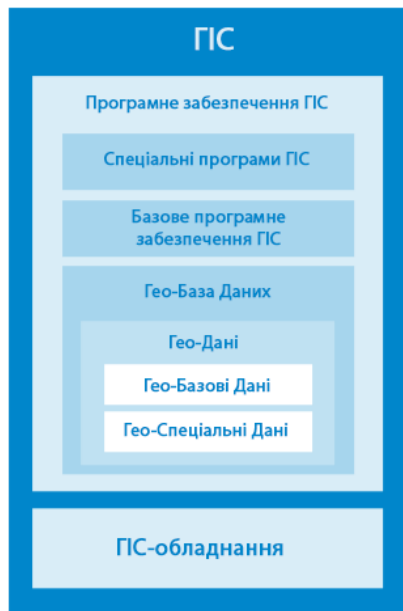 ГІС
Програмне забезпечення ГІС
Спеціальні програми ГІС
Базове програмне
забезпечення ГІС
Гео-База Даних
Гео-Дані
Гео-Базові Дані
Гео-Спеціальні Дані
ГІС-обладнання